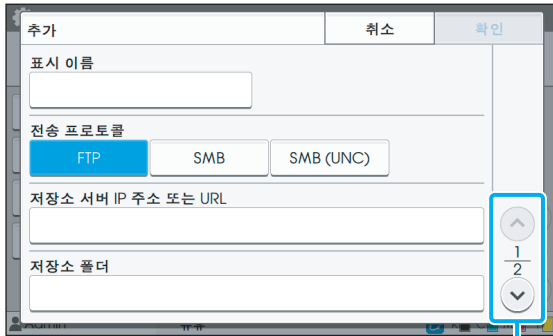 추가
취소
확인
표시 이름
전송 프로토콜
FTP
SMB
SMB (UNC)
저장소 서버 IP 주소 또는 URL
저장소 폴더
1
2
Admin